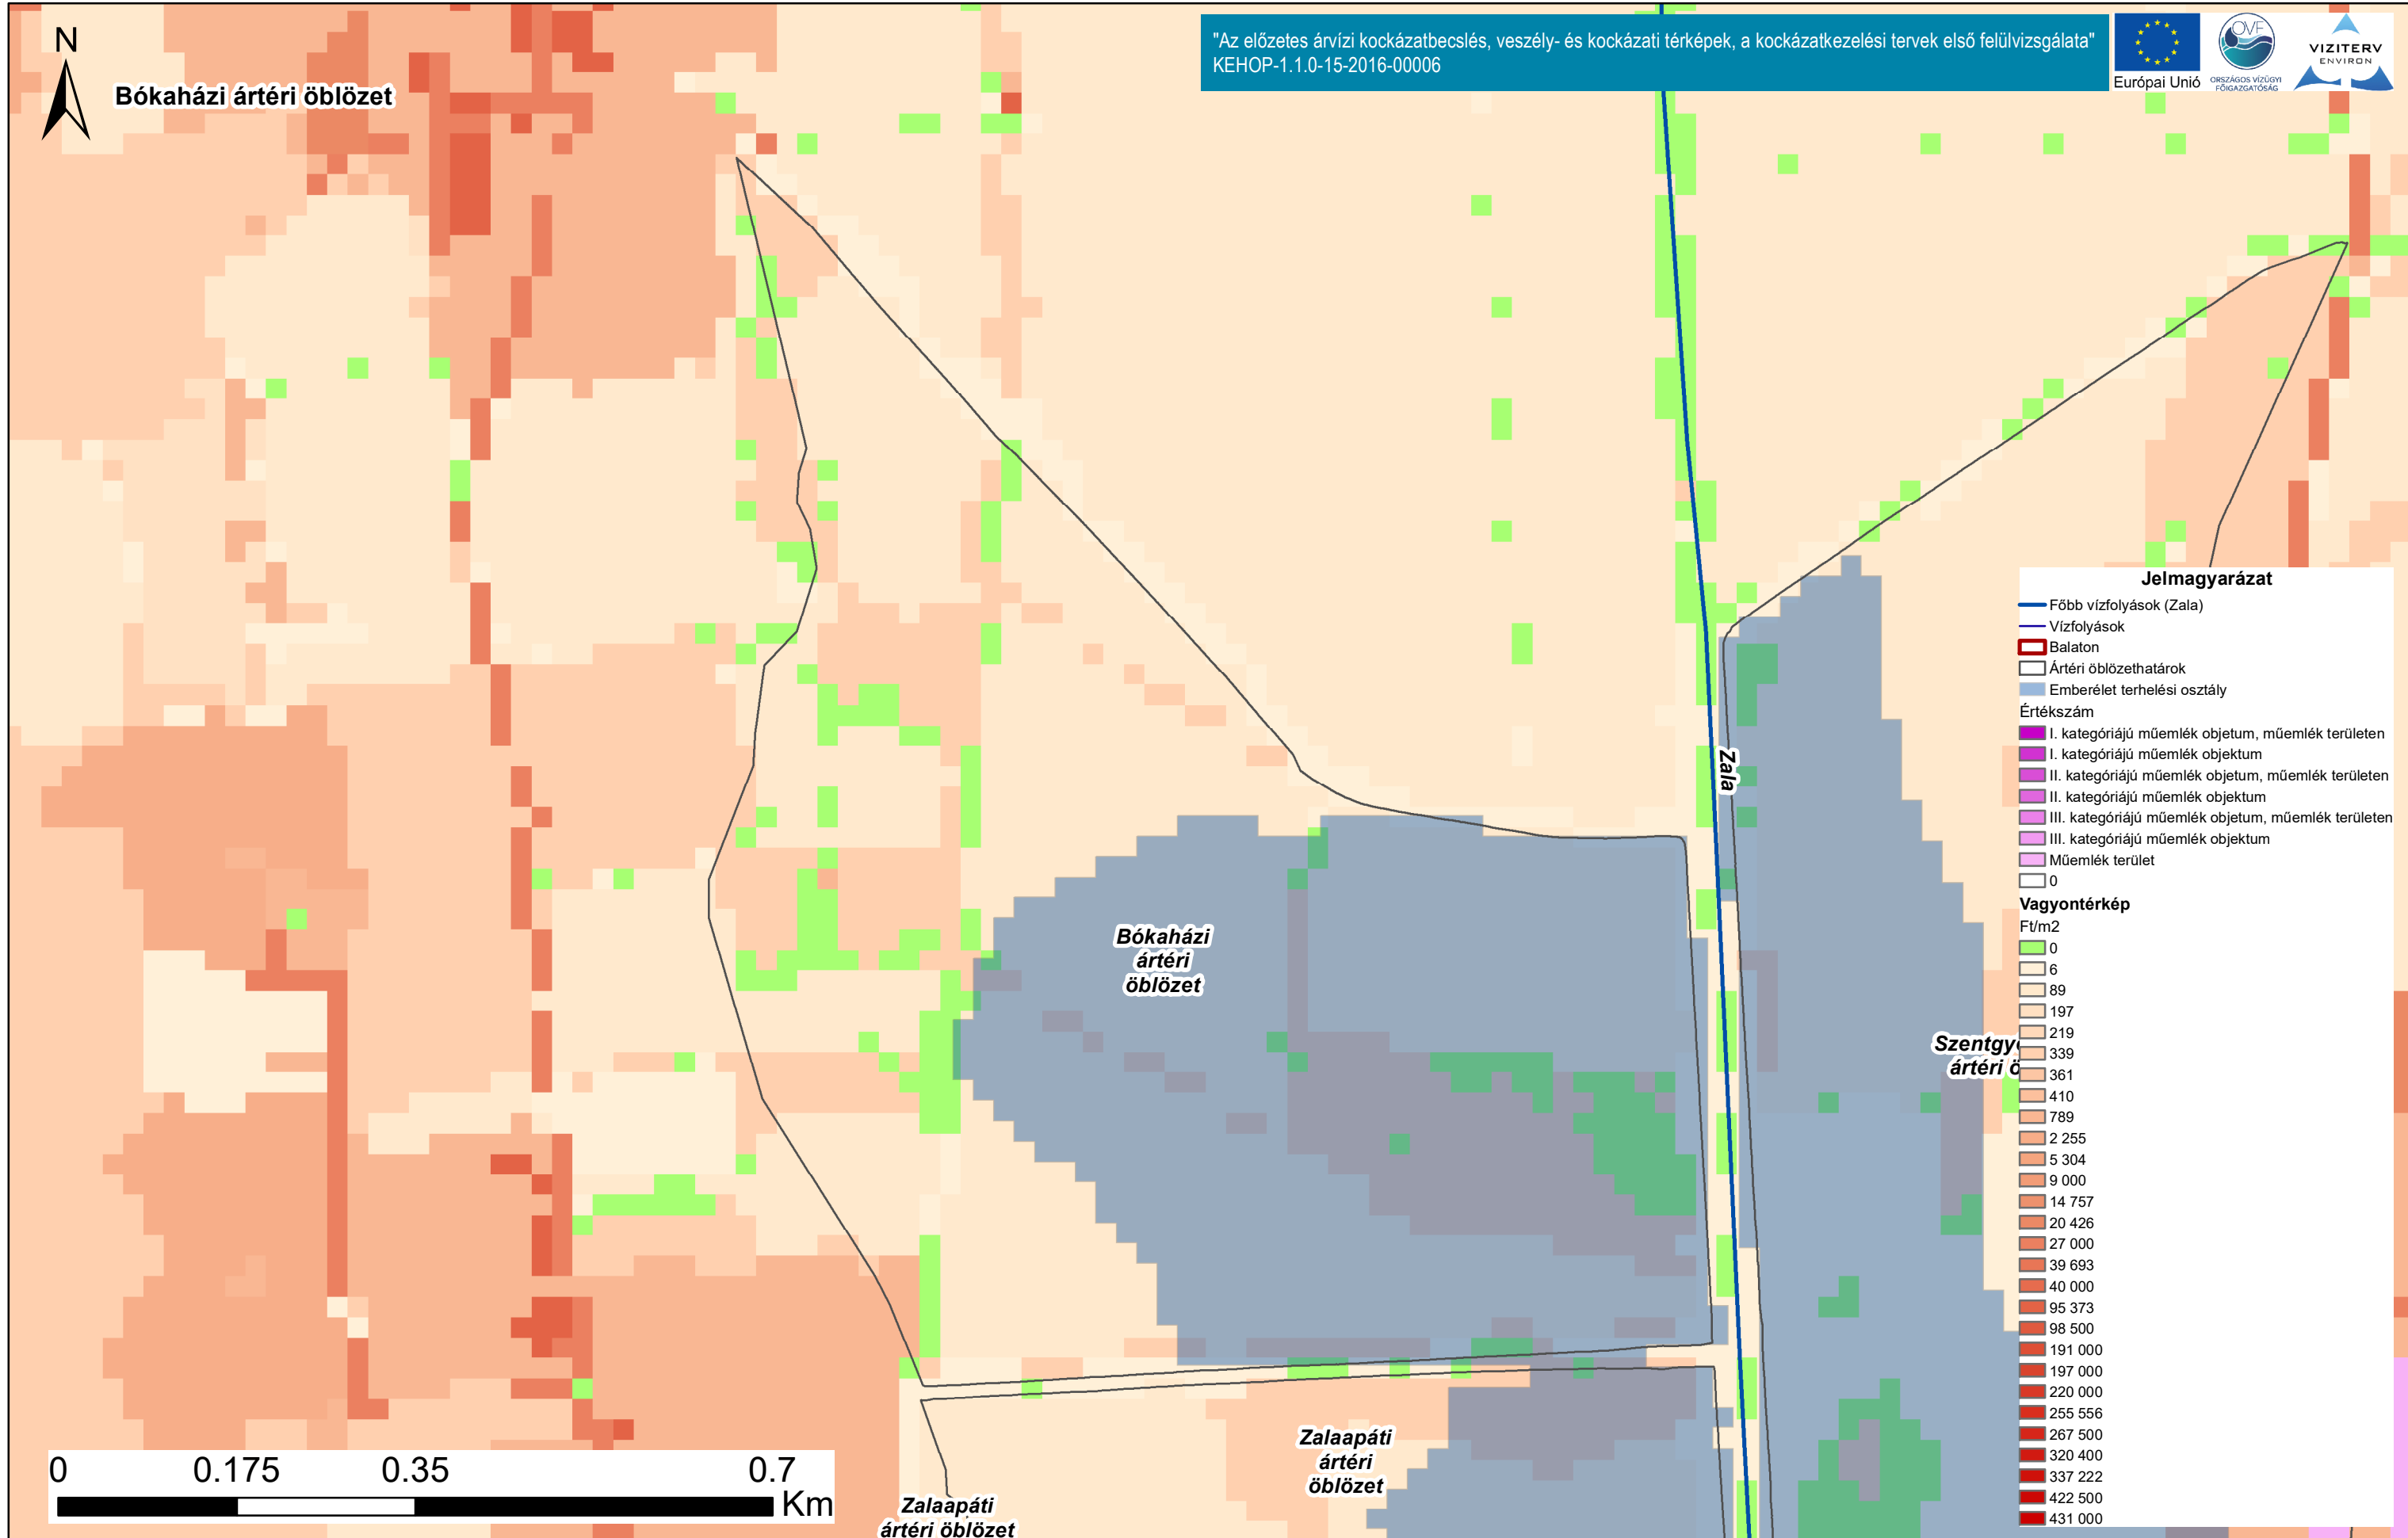 N
Bókaházi ártéri öblözet
"Az előzetes árvízi kockázatbecslés, veszély- és kockázati térképek, a kockázatkezelési tervek első felülvizsgálata"
KEHOP-1.1.0-15-2016-00006
Európai Unió
OVF
ORSZÁGOS VÍZÜGYI
FŐIGAZGATÓSÁG
VIZITERV
ENVIRON
Zala
Bókaházi
ártéri
öblözet
Szentgy
ártéri ö
Zalaapáti
ártéri
öblözet
Zalaapáti
ártéri öblözet
0 0.175 0.35 0.7
Km
Jelmagyarázat
Főbb vízfolyások (Zala)
Vízfolyások
Balaton
Ártéri öblözethatárok
Emberélet terhelési osztály
Értékszám
I. kategóriájú műemlék objetum, műemlék területen
I. kategóriájú műemlék objektum
II. kategóriájú műemlék objetum, műemlék területen
II. kategóriájú műemlék objektum
III. kategóriájú műemlék objetum, műemlék területen
III. kategóriájú műemlék objektum
Műemlék terület
0
Vagyontérkép
Ft/m2
0
6
89
197
219
339
361
410
789
2 255
5 304
9 000
14 757
20 426
27 000
39 693
40 000
95 373
98 500
191 000
197 000
220 000
255 556
267 500
320 400
337 222
422 500
431 000